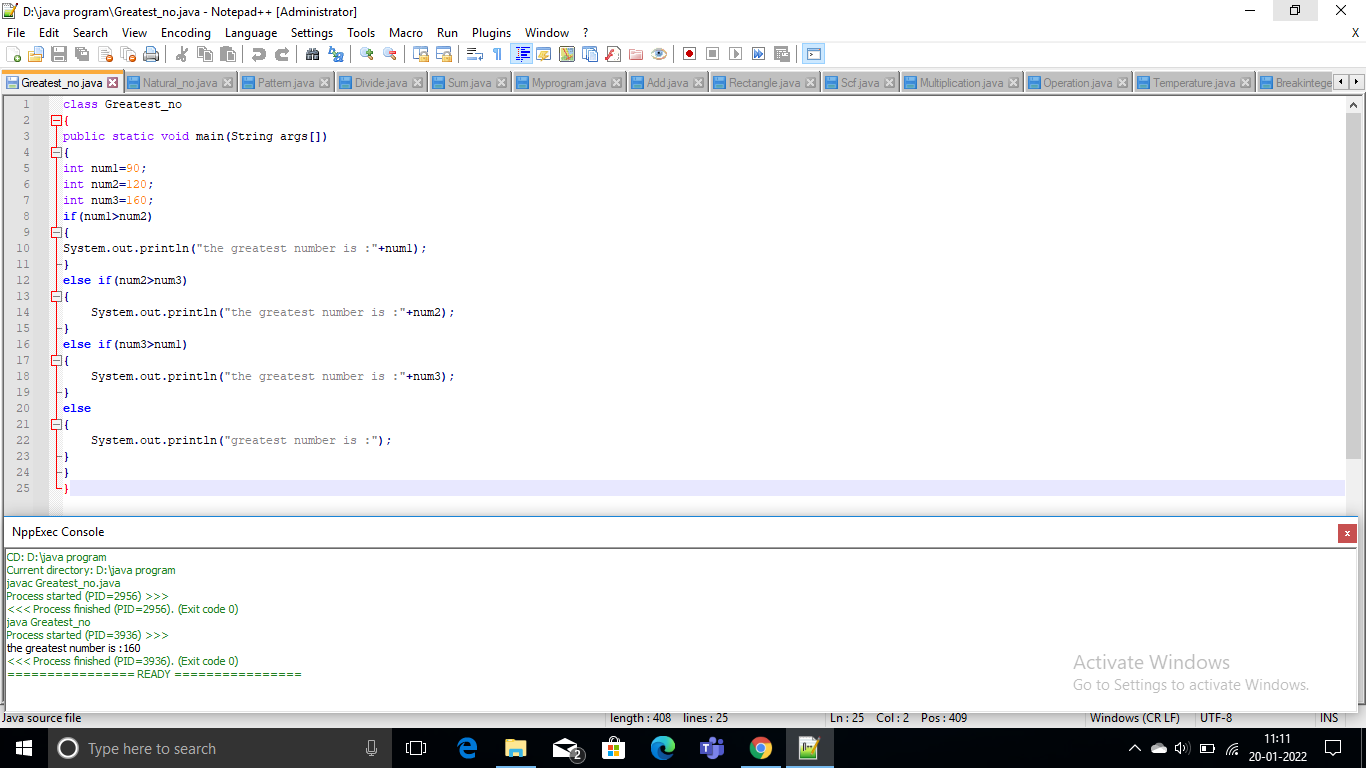 D:\java program\Greatest_no.java - Notepad++ [Administrator]
File Edit Search View Encoding Language Settings Tools Macro Run Plugins Window ? X
Greatest_no.java Natural_no.java Pattern.java Divide.java Sum.java Myprogram.java Add.java Rectangle.java Scf.java Multiplication.java Operation.java Temperature.java Breakintege
1 class Greatest_no
2 {
3 public static void main(String args[])
4 {
5 int num1=90;
6 int num2=120;
7 int num3=160;
8 if(num1>num2)
9 {
10 System.out.println("the greatest number is :"+num1);
11 }
12 else if(num2>num3)
13 {
14 System.out.println("the greatest number is :"+num2);
15 }
16 else if(num3>num1)
17 {
18 System.out.println("the greatest number is :"+num3);
19 }
20 else
21 {
22 System.out.println("greatest number is :");
23 }
24 }
25 }
NppExec Console
CD: D:\java program
Current directory: D:\java program
javac Greatest_no.java
Process started (PID=2956) >>>
<<< Process finished (PID=2956). (Exit code 0)
java Greatest_no
Process started (PID=3936) >>>
the greatest number is :160
<<< Process finished (PID=3936). (Exit code 0)
================ READY ================
Activate Windows
Go to Settings to activate Windows.
Java source file length : 408 lines : 25 Ln : 25 Col : 2 Pos : 409 Windows (CR LF) UTF-8 INS
Type here to search 2 11:11
20-01-2022